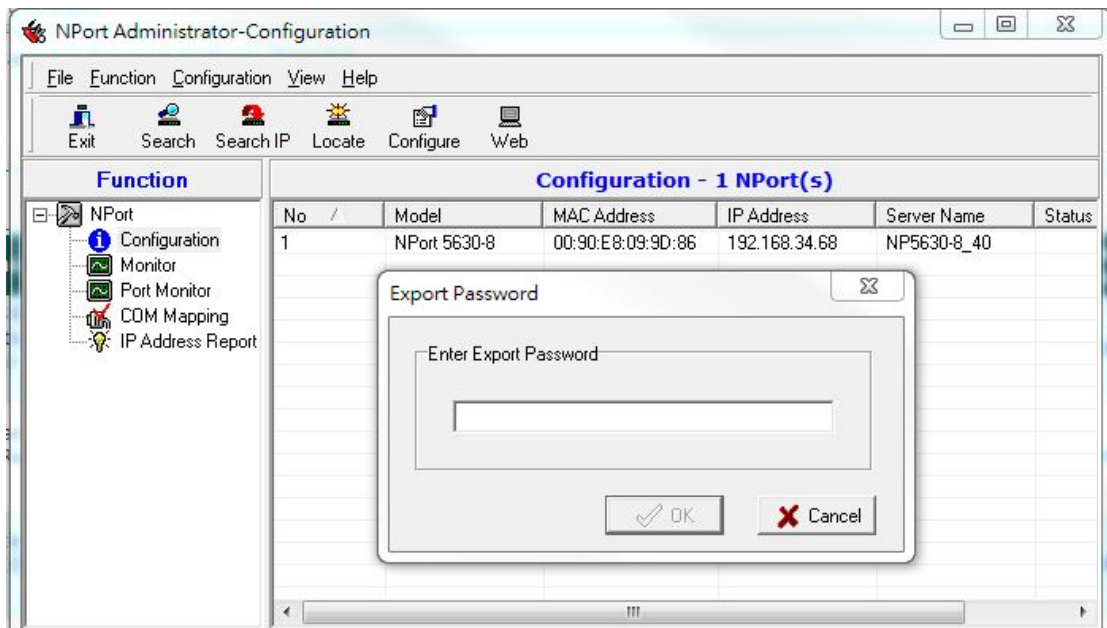 NPort Administrator-Configuration
File Function Configuration View Help
Exit Search Search IP Locate Configure Web
Function
Configuration - 1 NPort(s)
NPort
Configuration
Monitor
Port Monitor
COM Mapping
IP Address Report
No Model MAC Address IP Address Server Name Status
1 NPort 5630-8 00:90:E8:09:9D:86 192.168.34.68 NP5630-8_40
Export Password
Enter Export Password
OK Cancel